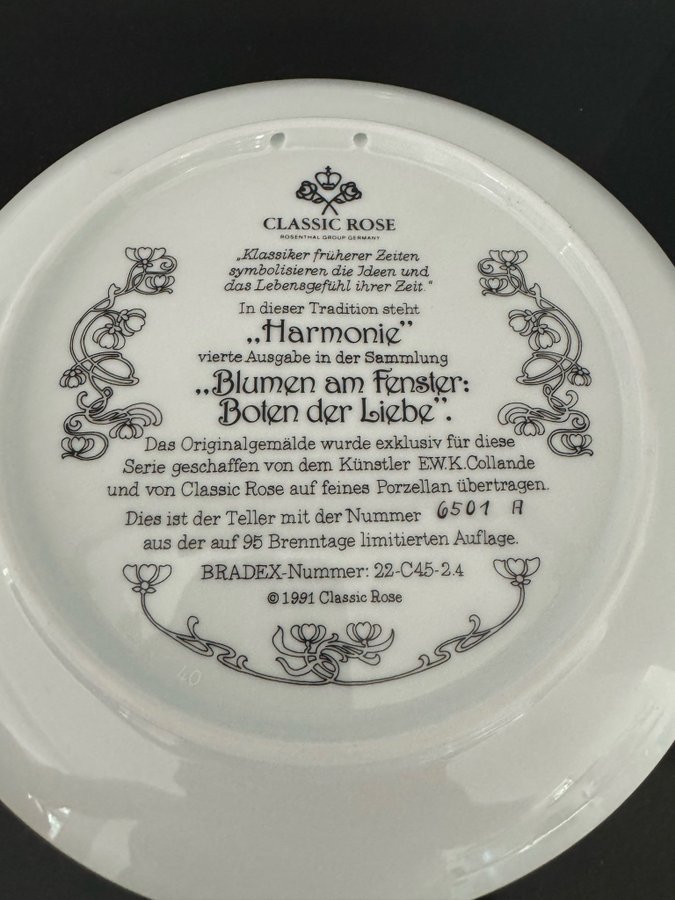 CLASSIC ROSE
ROSENTHAL GROUP GERMANY
„Klassiker früherer Zeiten
symbolisieren die Ideen und
das Lebensgefühl ihrer Zeit."
In dieser Tradition steht
„Harmonie”
vierte Ausgabe in der Sammlung
„Blumen am Fenster:
Boten der Liebe”.
Das Originalgemälde wurde exklusiv für diese
Serie geschaffen von dem Künstler E.W.K.Collande
und von Classic Rose auf feines Porzellan übertragen.
Dies ist der Teller mit der Nummer 6501 A
aus der auf 95 Brenntage limitierten Auflage.
BRADEX-Nummer: 22-C45-2.4
© 1991 Classic Rose
40